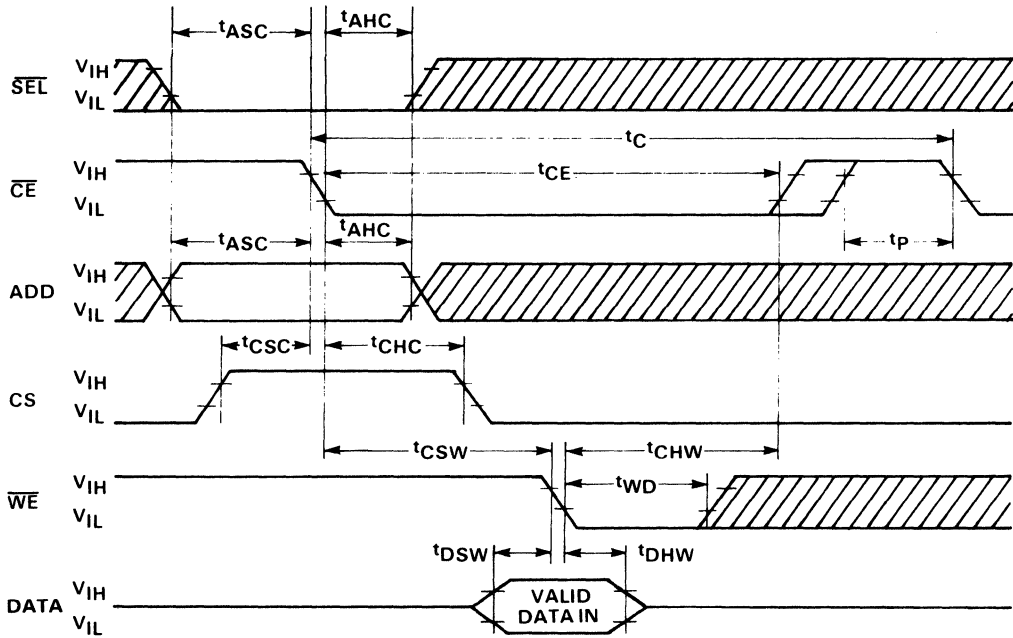 tASC tAHC
SEL VIH
VIL
tC
CE VIH
VIL
tCE
tASC tAHC tP
ADD VIH
VIL
tCSC tCHC
CS VIH
VIL
tCSW tCHW
WE VIH
VIL
tWD
tDSW tDHW
DATA VIH
VIL
VALID
DATA IN